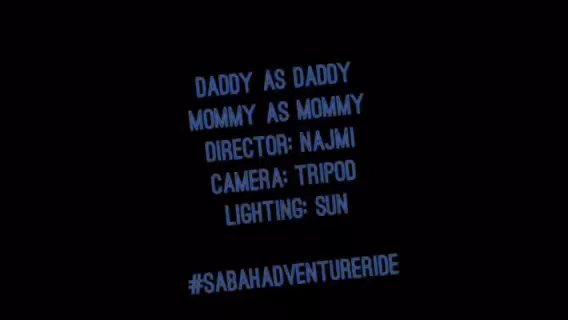 DADDY AS DADDY
MOMMY AS MOMMY
DIRECTOR: NAJMI
CAMERA: TRIPOD
LIGHTING: SUN
#SABAHADVENTURERIDE